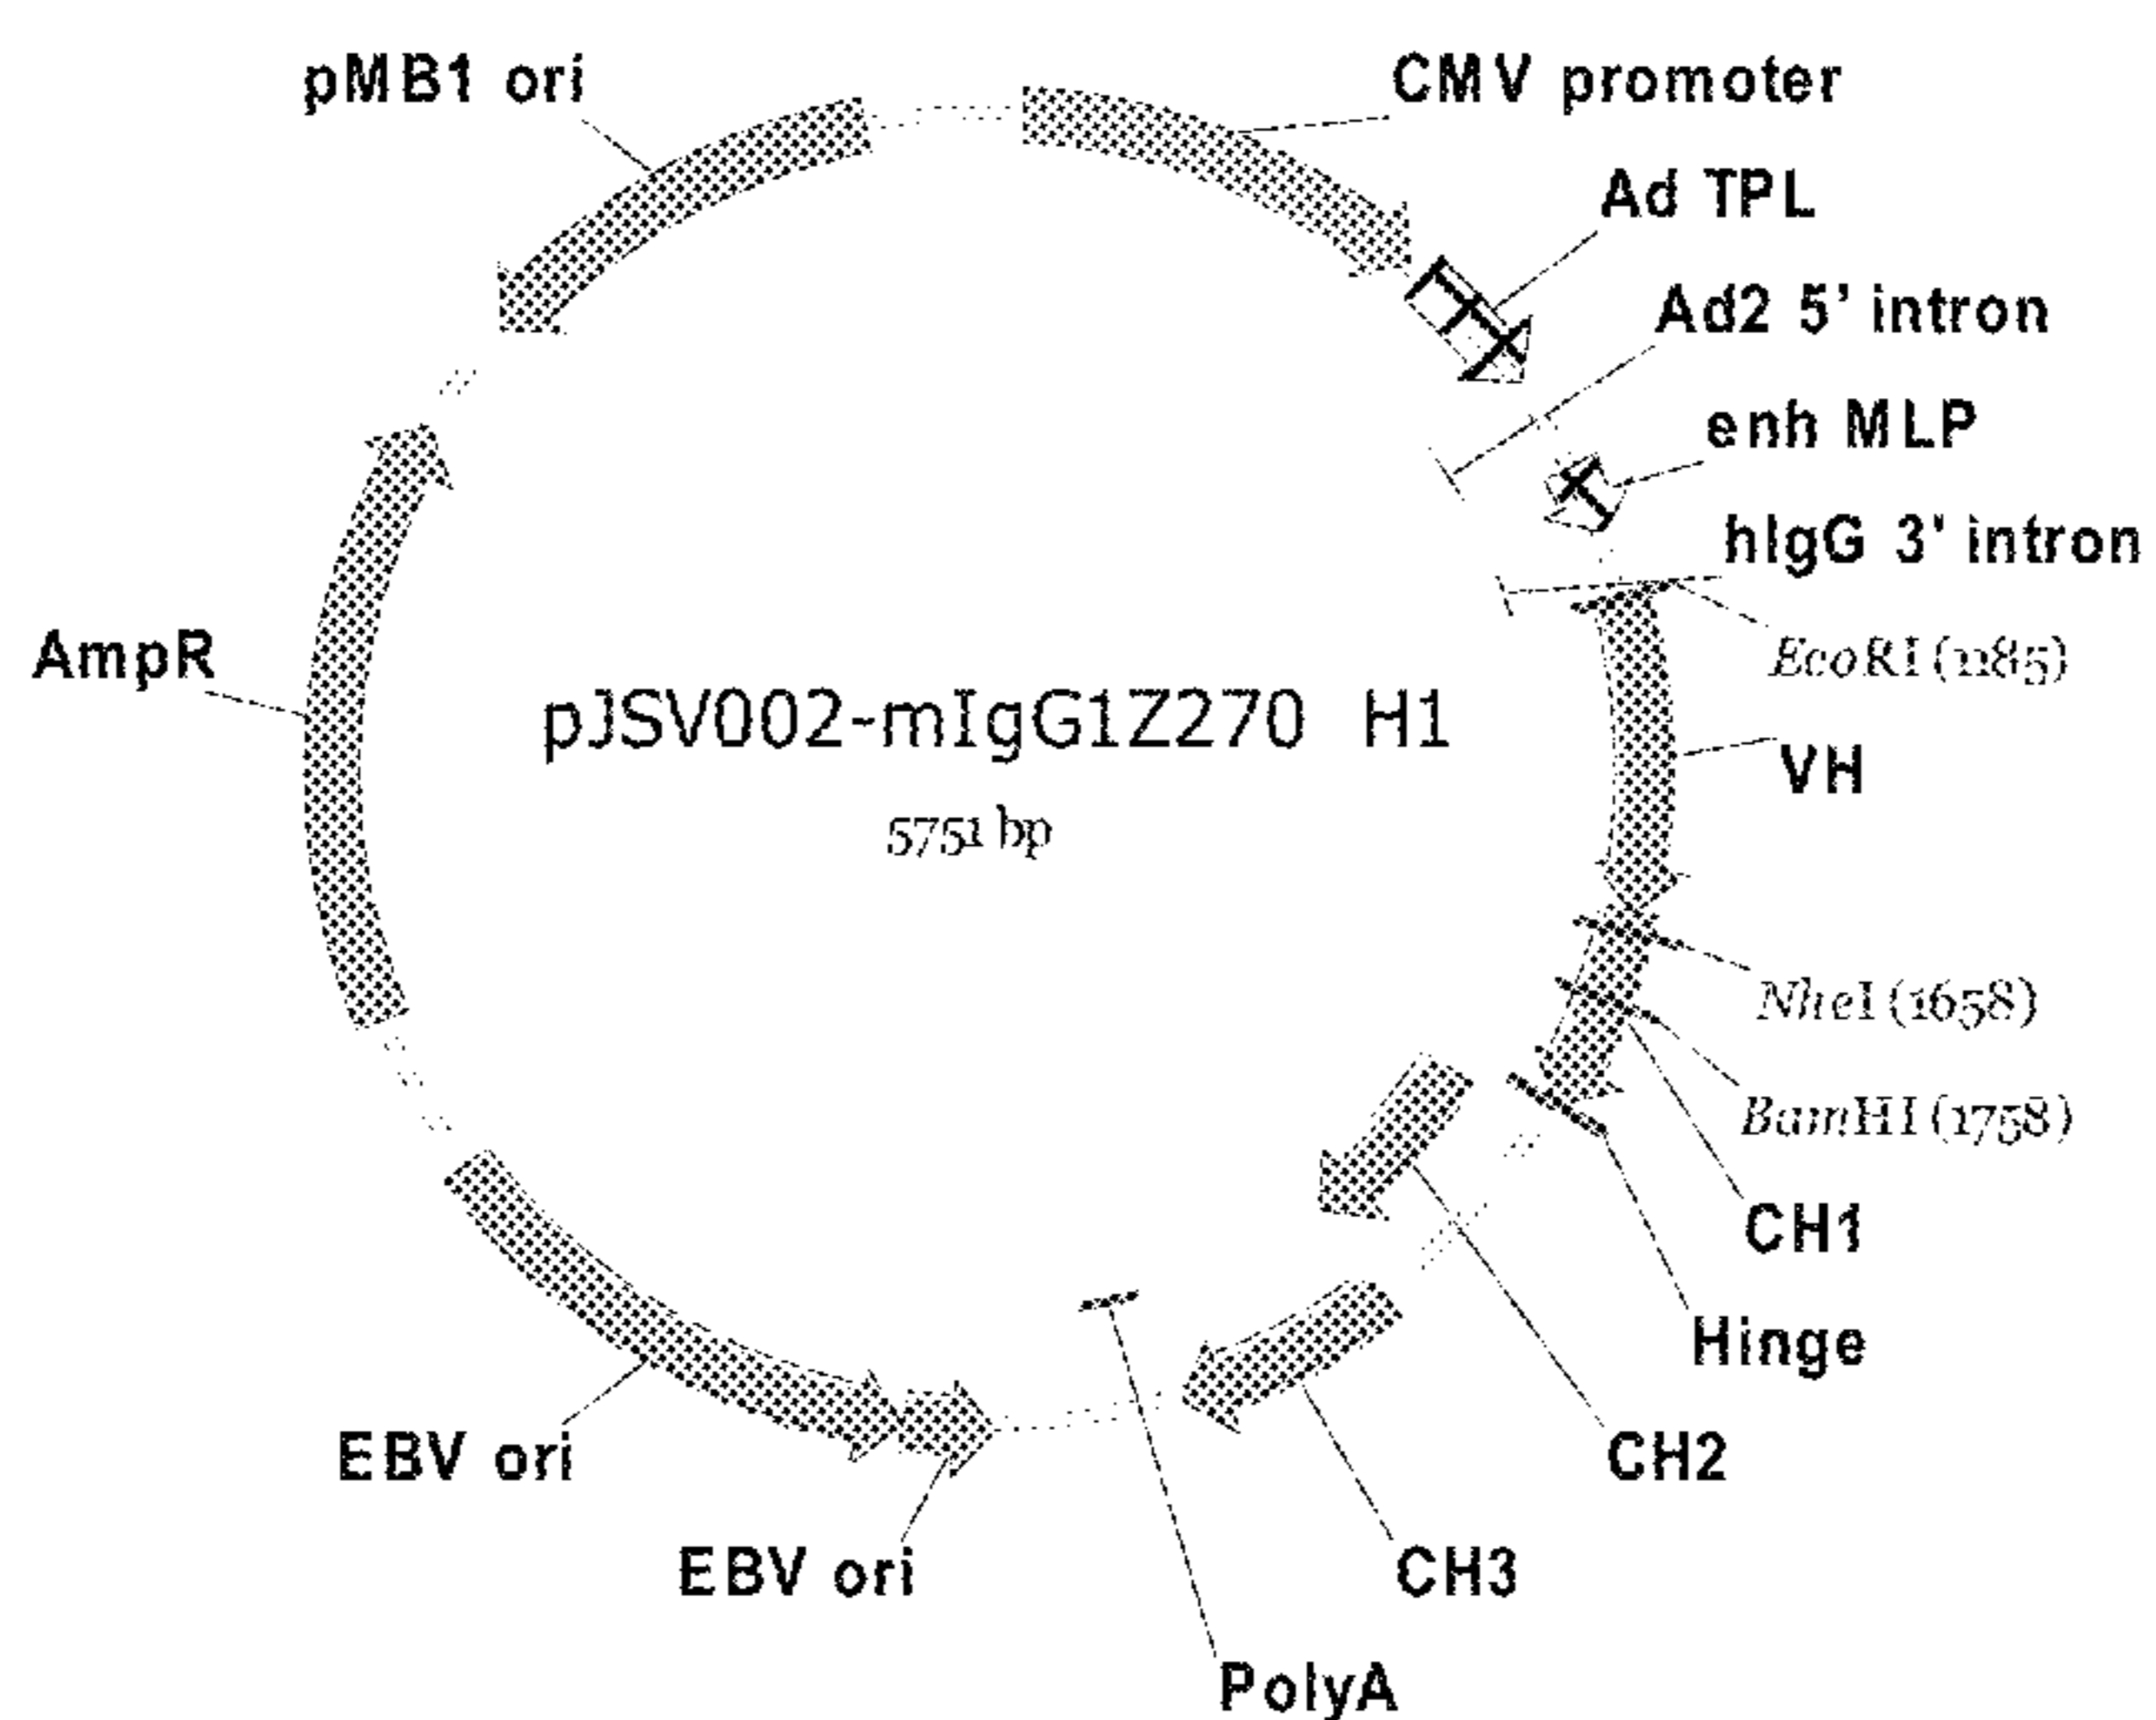 pMB1 ori
CMV promoter
Ad TPL
Ad2 5' intron
enh MLP
hIgG 3' intron
EcoRI (1185)
AmpR
pJSV002-mIgG1Z270 H1
VH
5751 bp
NheI (1658)
BamHI (1758)
CH1
Hinge
CH2
EBV ori
EBV ori
CH3
PolyA